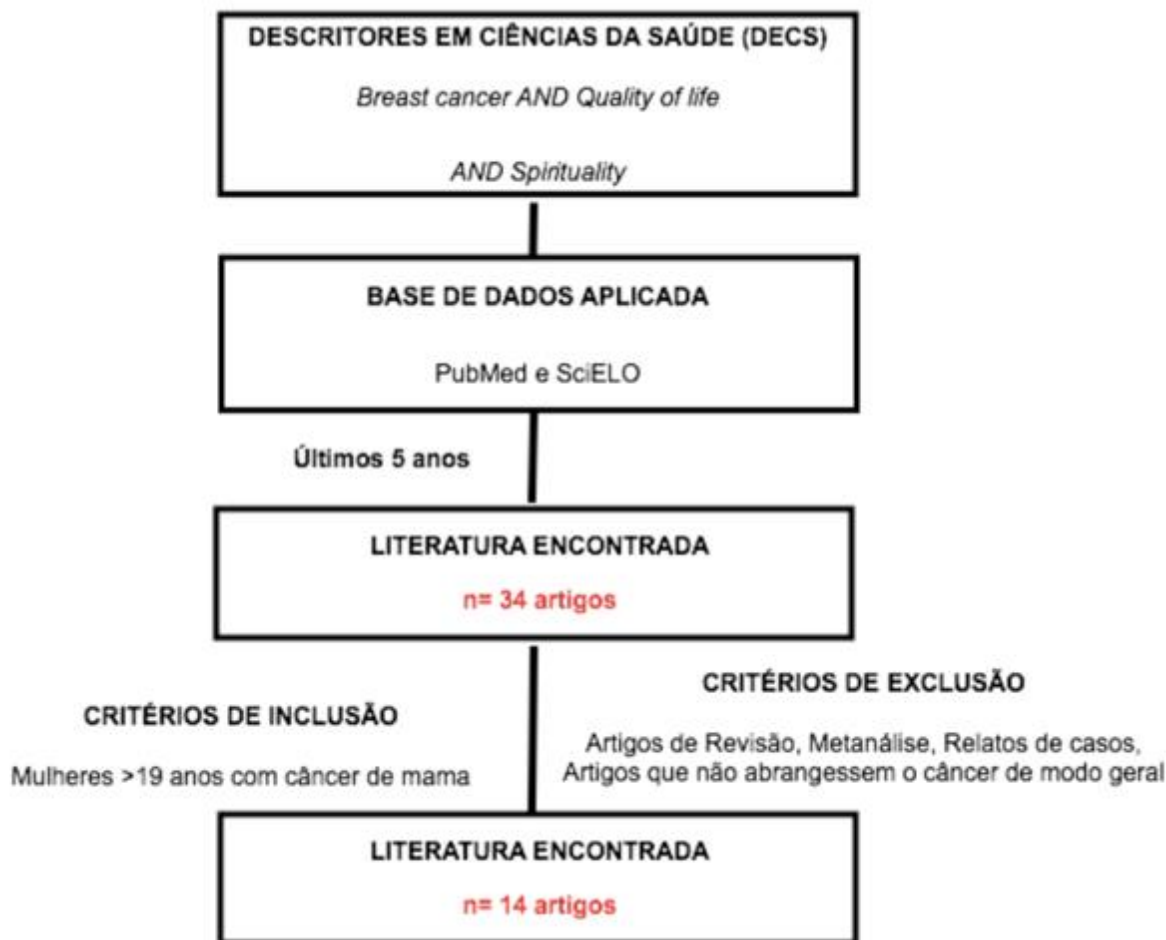 DESCRITORES EM CIÊNCIAS DA SAÚDE (DECS)
Breast cancer AND Quality of life
AND Spirituality
BASE DE DADOS APLICADA
PubMed e SciELO
Últimos 5 anos
LITERATURA ENCONTRADA
n= 34 artigos
CRITÉRIOS DE INCLUSÃO
Mulheres >19 anos com câncer de mama
CRITÉRIOS DE EXCLUSÃO
Artigos de Revisão, Metanálise, Relatos de casos,
Artigos que não abrangessem o câncer de modo geral
LITERATURA ENCONTRADA
n= 14 artigos